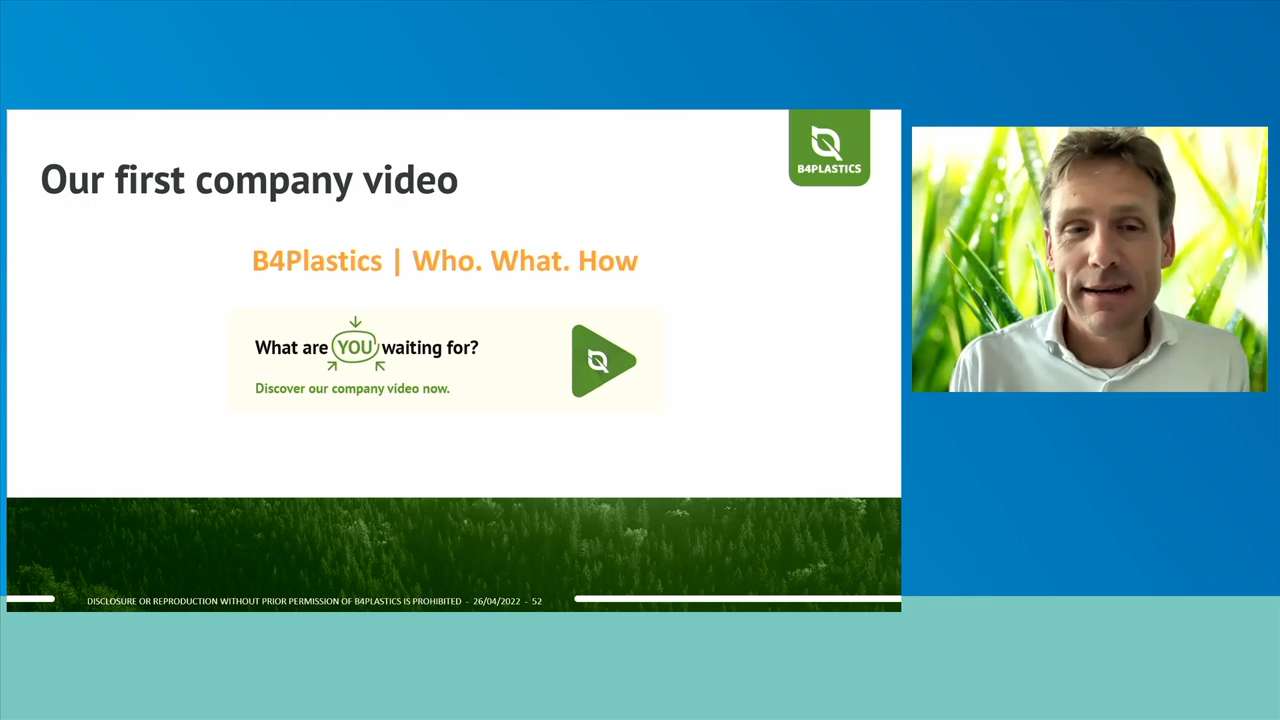 B4PLASTICS
Our first company video
B4Plastics | Who. What. How
What are YOU waiting for?
Discover our company video now.
DISCLOSURE OR REPRODUCTION WITHOUT PRIOR PERMISSION OF B4PLASTICS IS PROHIBITED - 26/04/2022 - 52